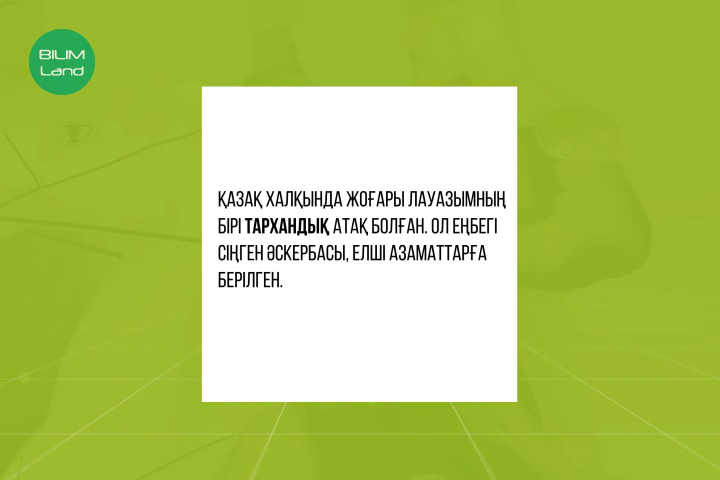 BILIM
Land
ҚАЗАҚ ХАЛҚЫНДА ЖОҒАРЫ ЛАУАЗЫМНЫҢ
БІРІ ТАРХАНДЫҚ АТАҚ БОЛҒАН. ОЛ ЕҢБЕГІ
СІҢГЕН ӘСКЕРБАСЫ, ЕЛШІ АЗАМАТТАРҒА
БЕРІЛГЕН.